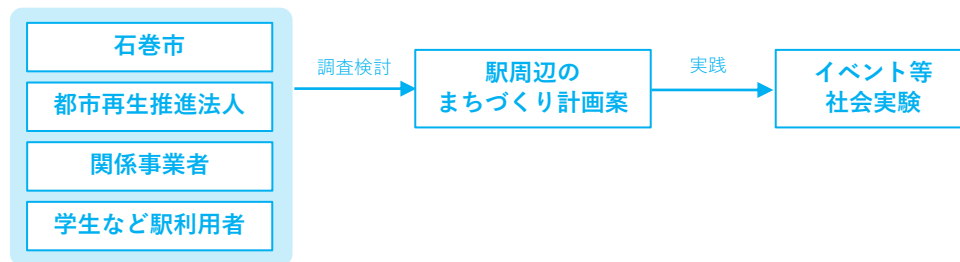 石巻市
都市再生推進法人
関係事業者
学生など駅利用者
調査検討
駅周辺の
まちづくり計画案
実践
イベント等
社会実験